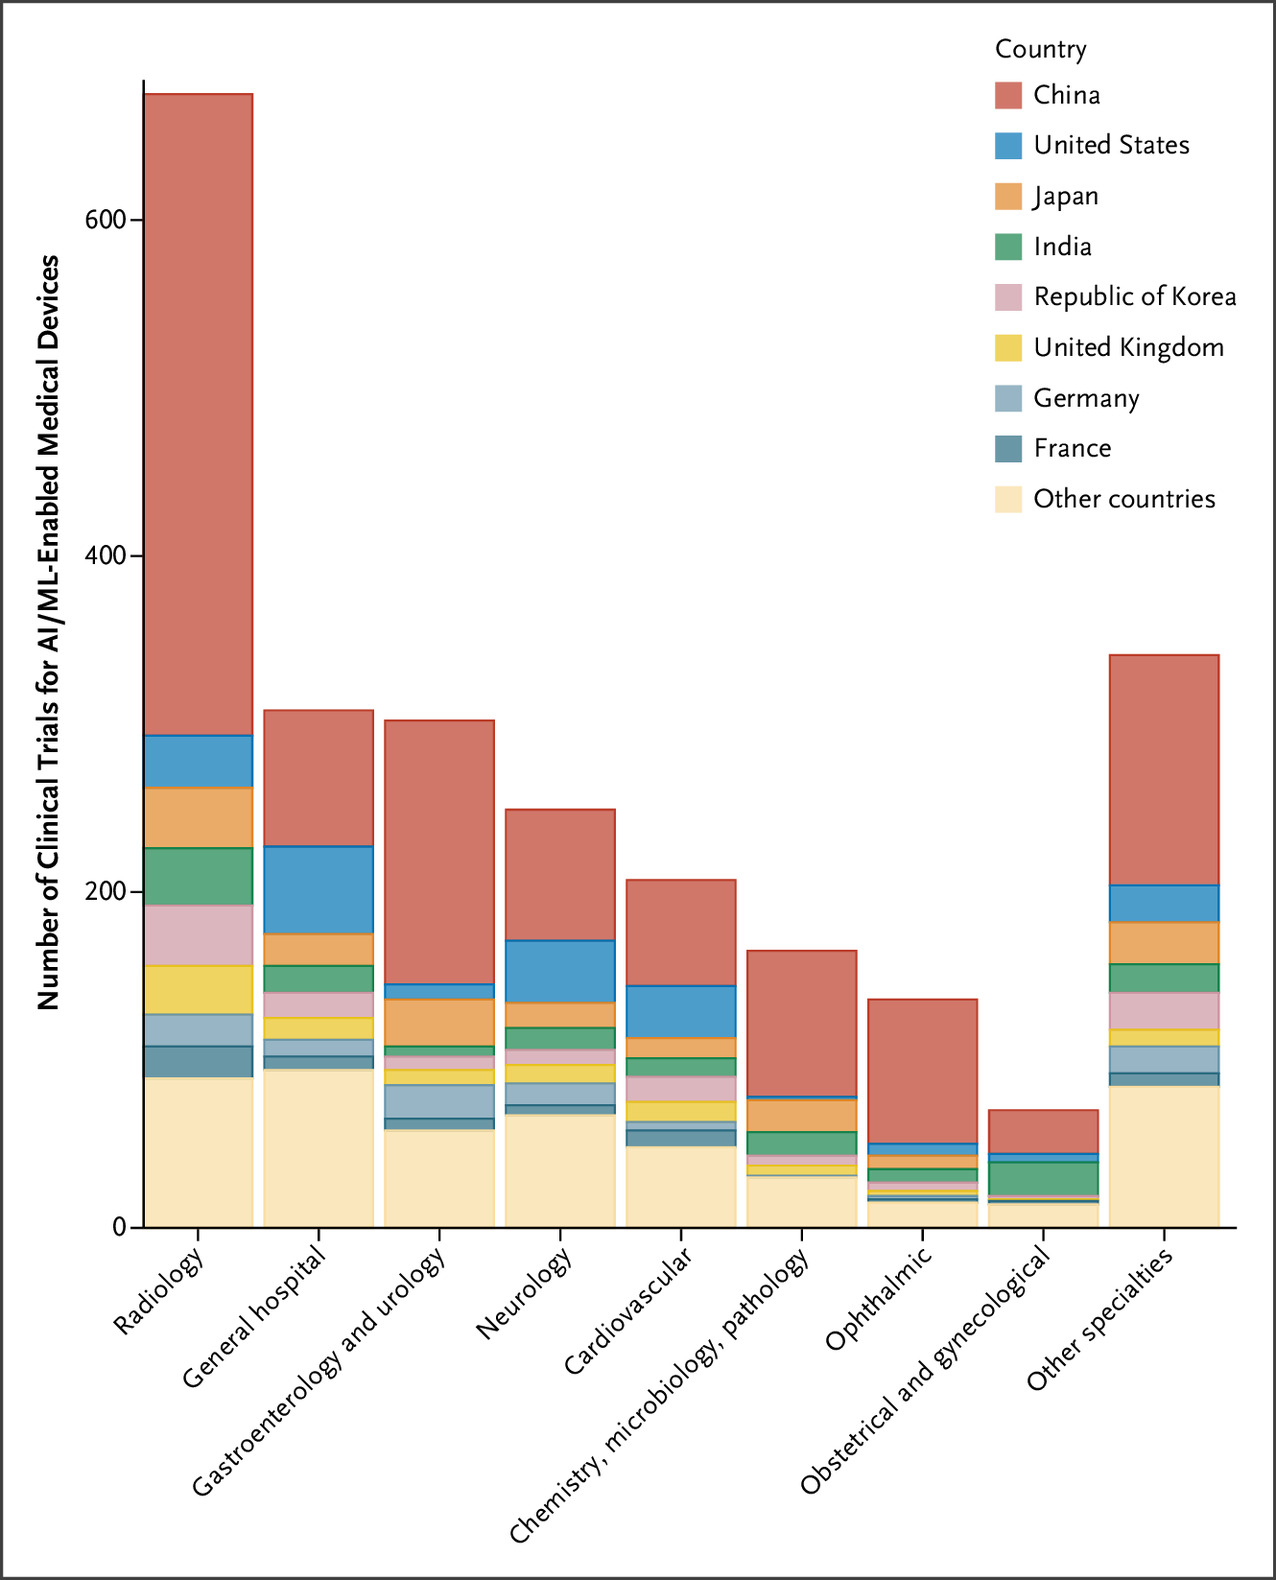 Country
China
United States
Japan
India
Republic of Korea
United Kingdom
Germany
France
Other countries
Number of Clinical Trials for AI/ML-Enabled Medical Devices
600
400
200
0
Radiology
General hospital
Gastroenterology and urology
Neurology
Cardiovascular
Chemistry, microbiology, pathology
Ophthalmic
Obstetrical and gynecological
Other specialties